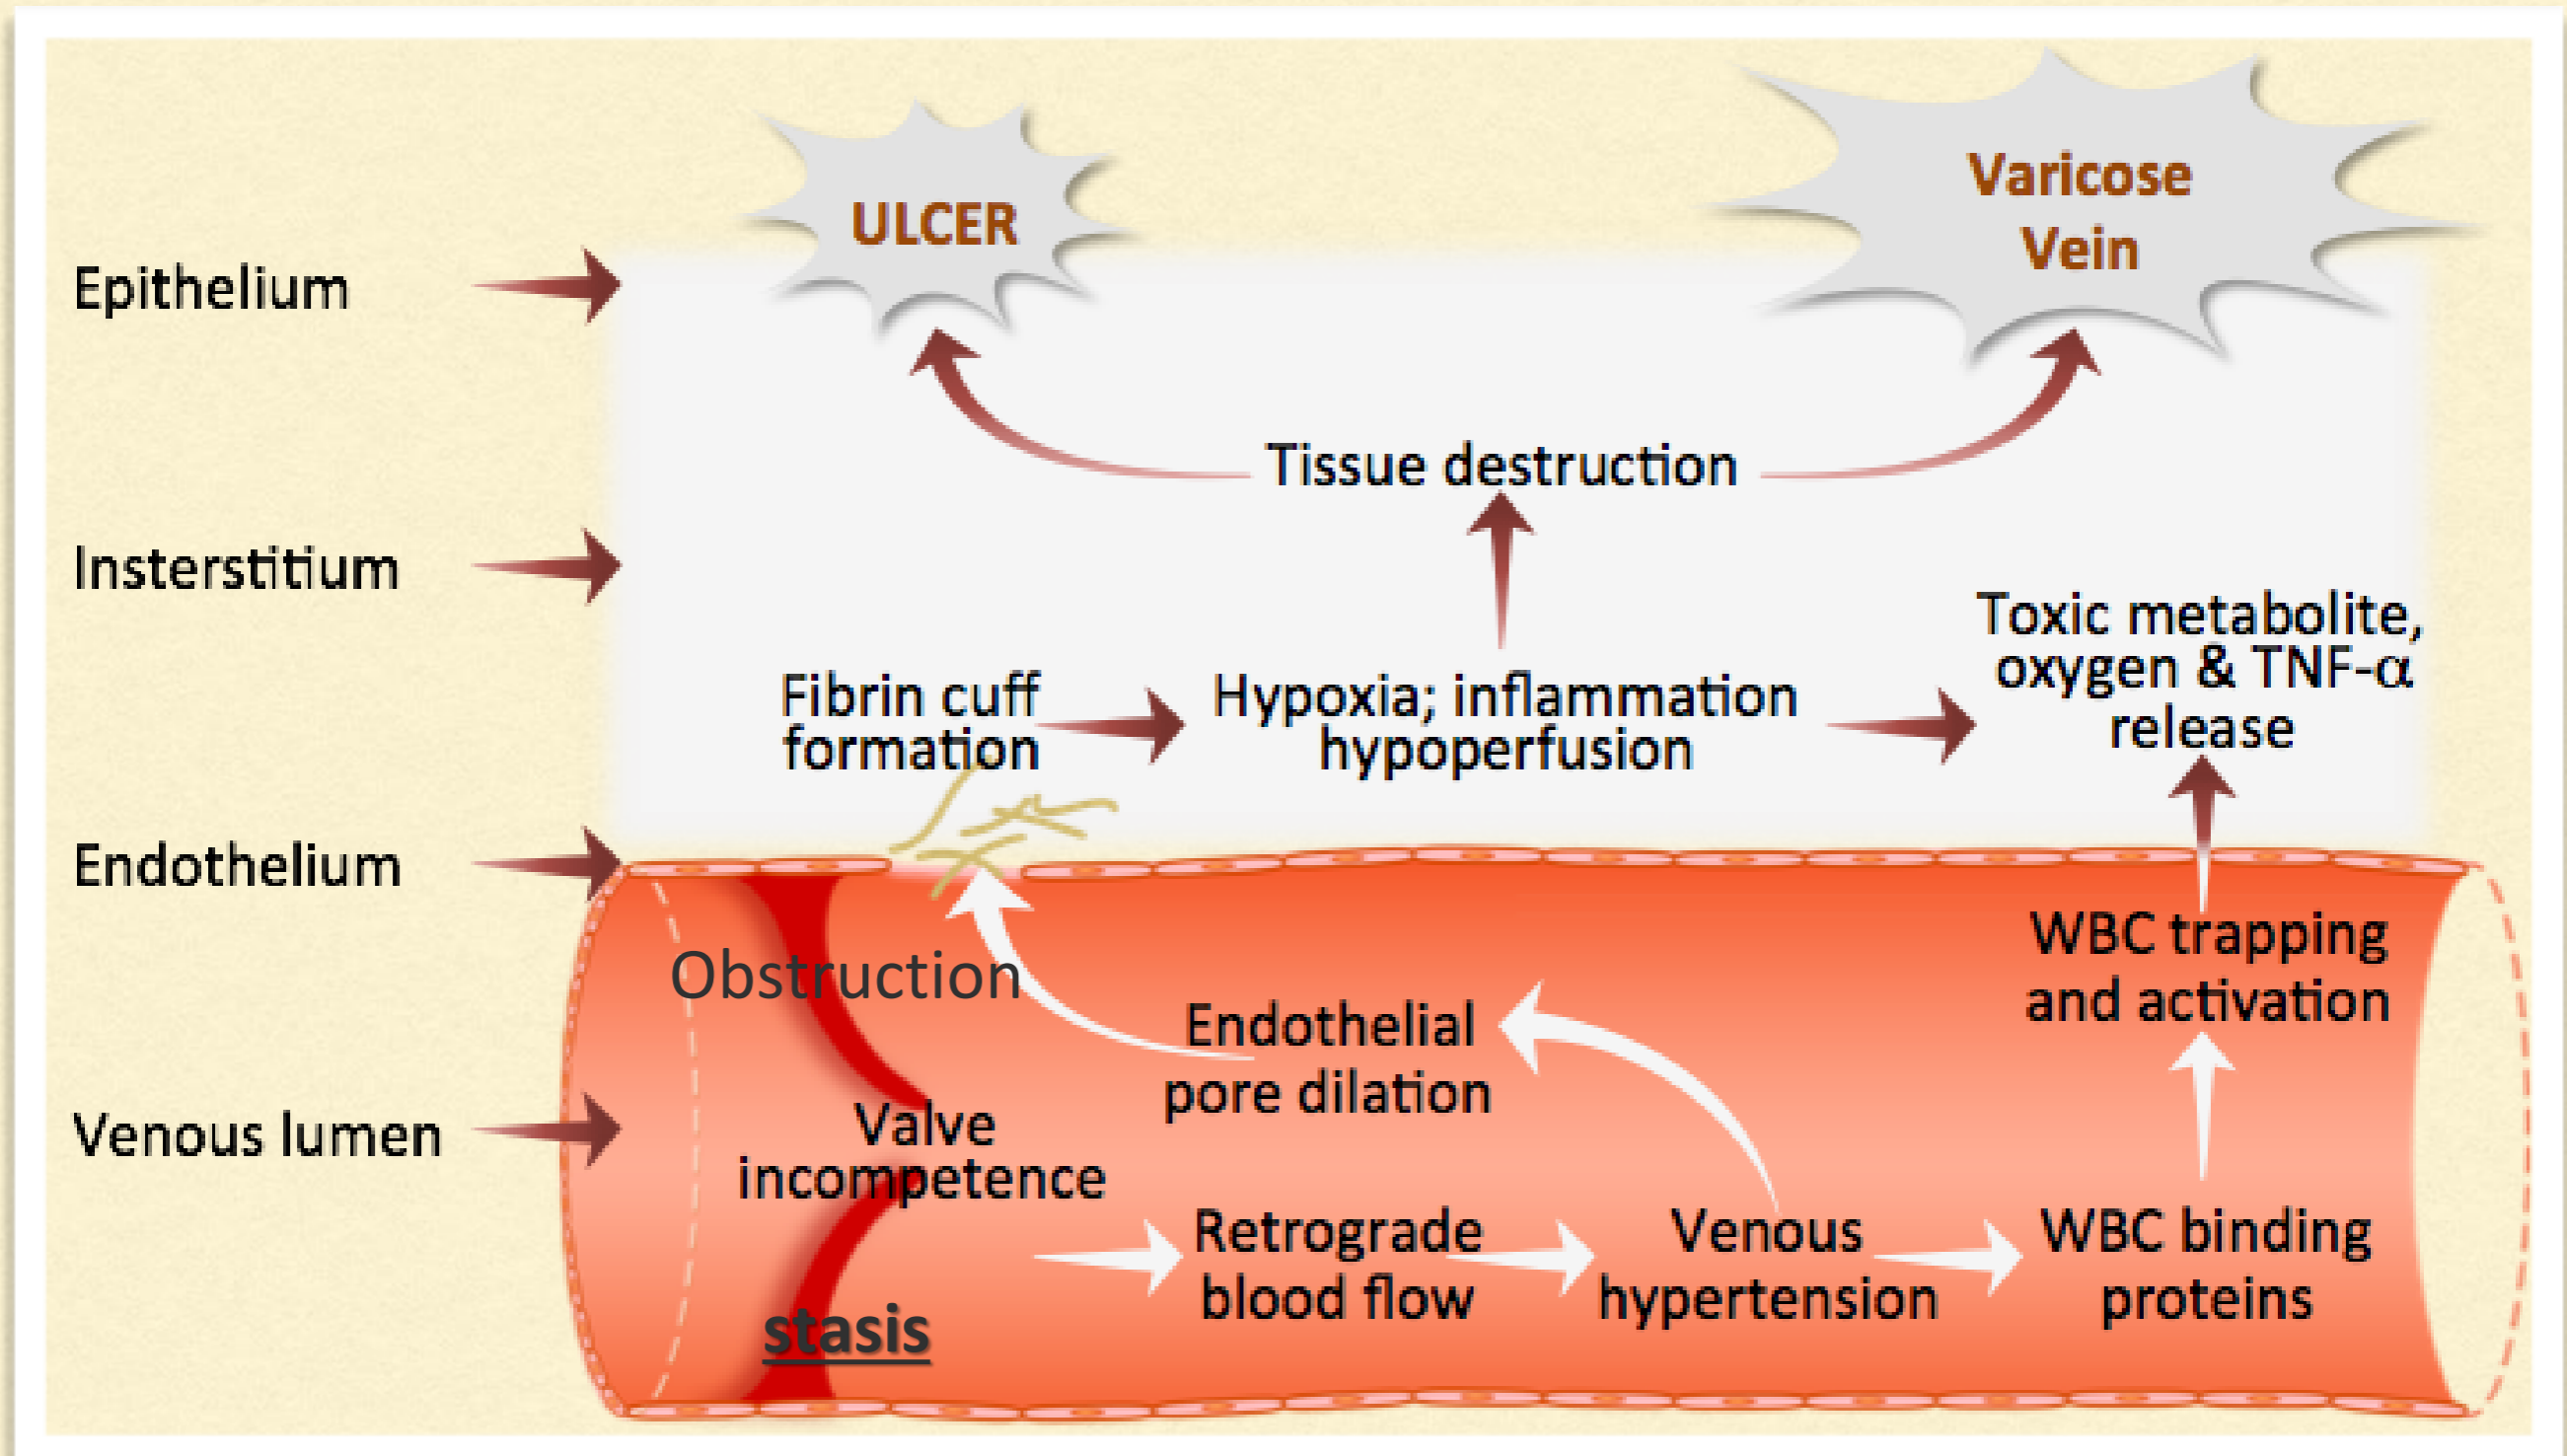 ULCER
Varicose
Vein
Epithelium
Tissue destruction
Insterstitium
Toxic metabolite,
oxygen & TNF-α
release
Fibrin cuff
formation
Hypoxia; inflammation
hypoperfusion
Endothelium
WBC trapping
and activation
Obstruction
Endothelial
pore dilation
Venous lumen
Valve
incompetence
Retrograde
blood flow
Venous
hypertension
WBC binding
proteins
stasis